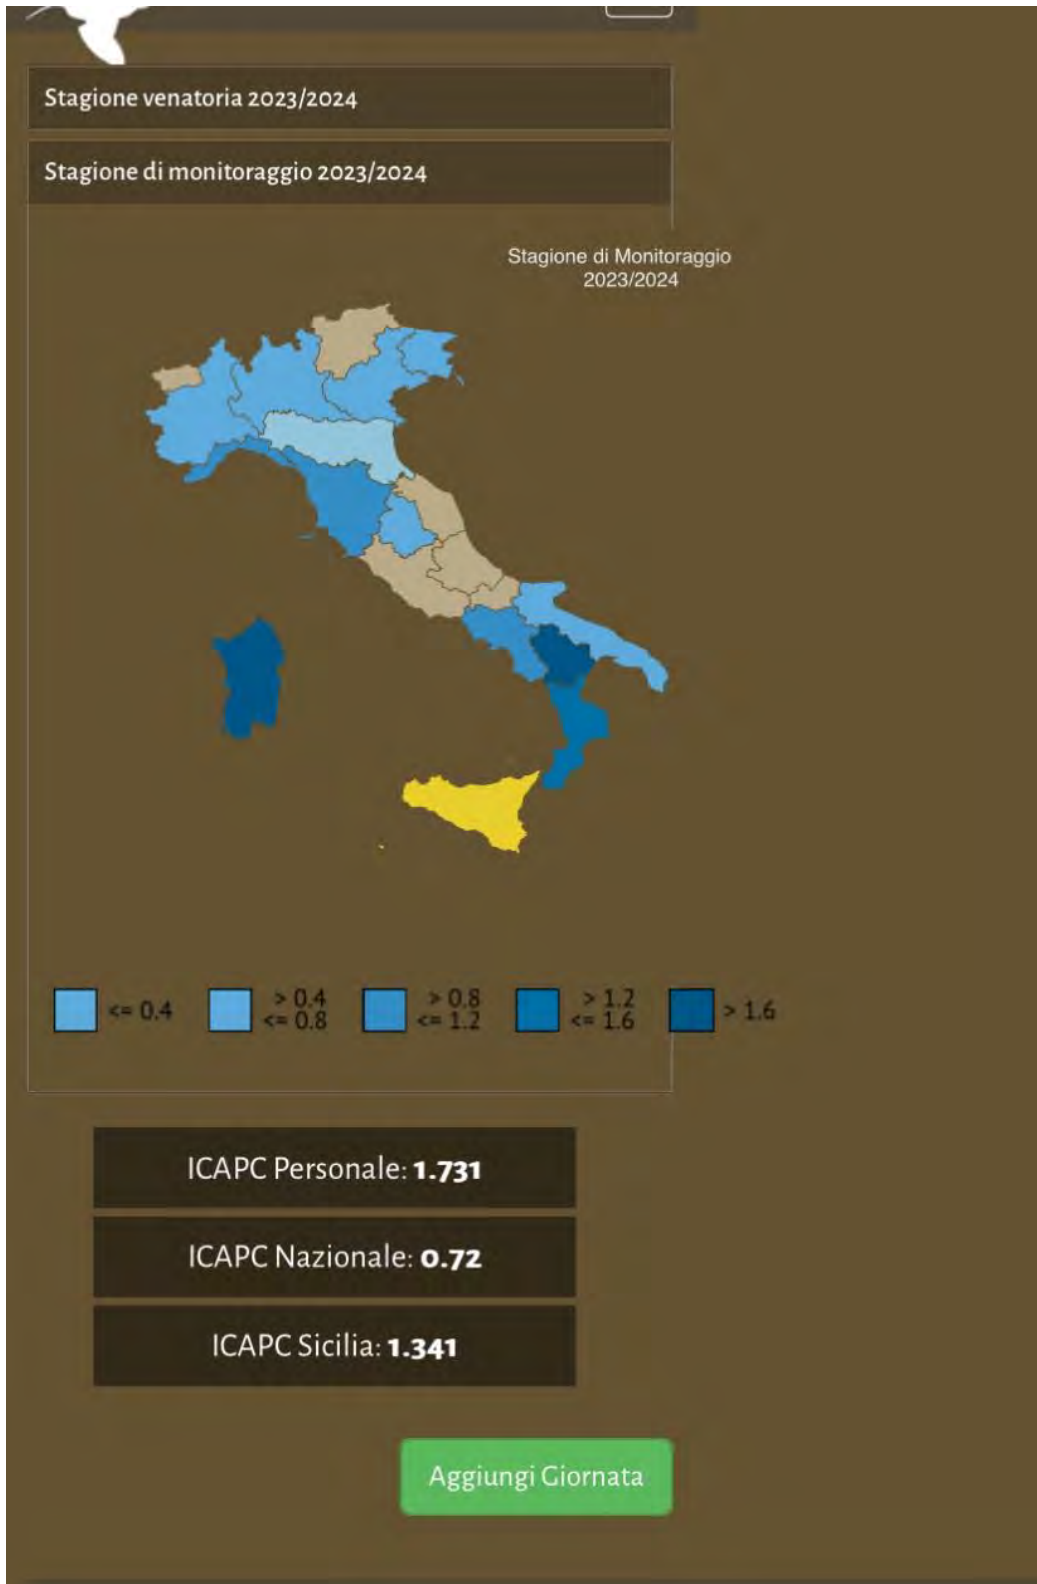 Stagione venatoria 2023/2024
Stagione di monitoraggio 2023/2024
Stagione di Monitoraggio
2023/2024
<= 0.4
> 0.4
<= 0.8
> 0.8
<= 1.2
> 1.2
<= 1.6
> 1.6
ICAPC Personale: 1.731
ICAPC Nazionale: 0.72
ICAPC Sicilia: 1.341
Aggiungi Giornata